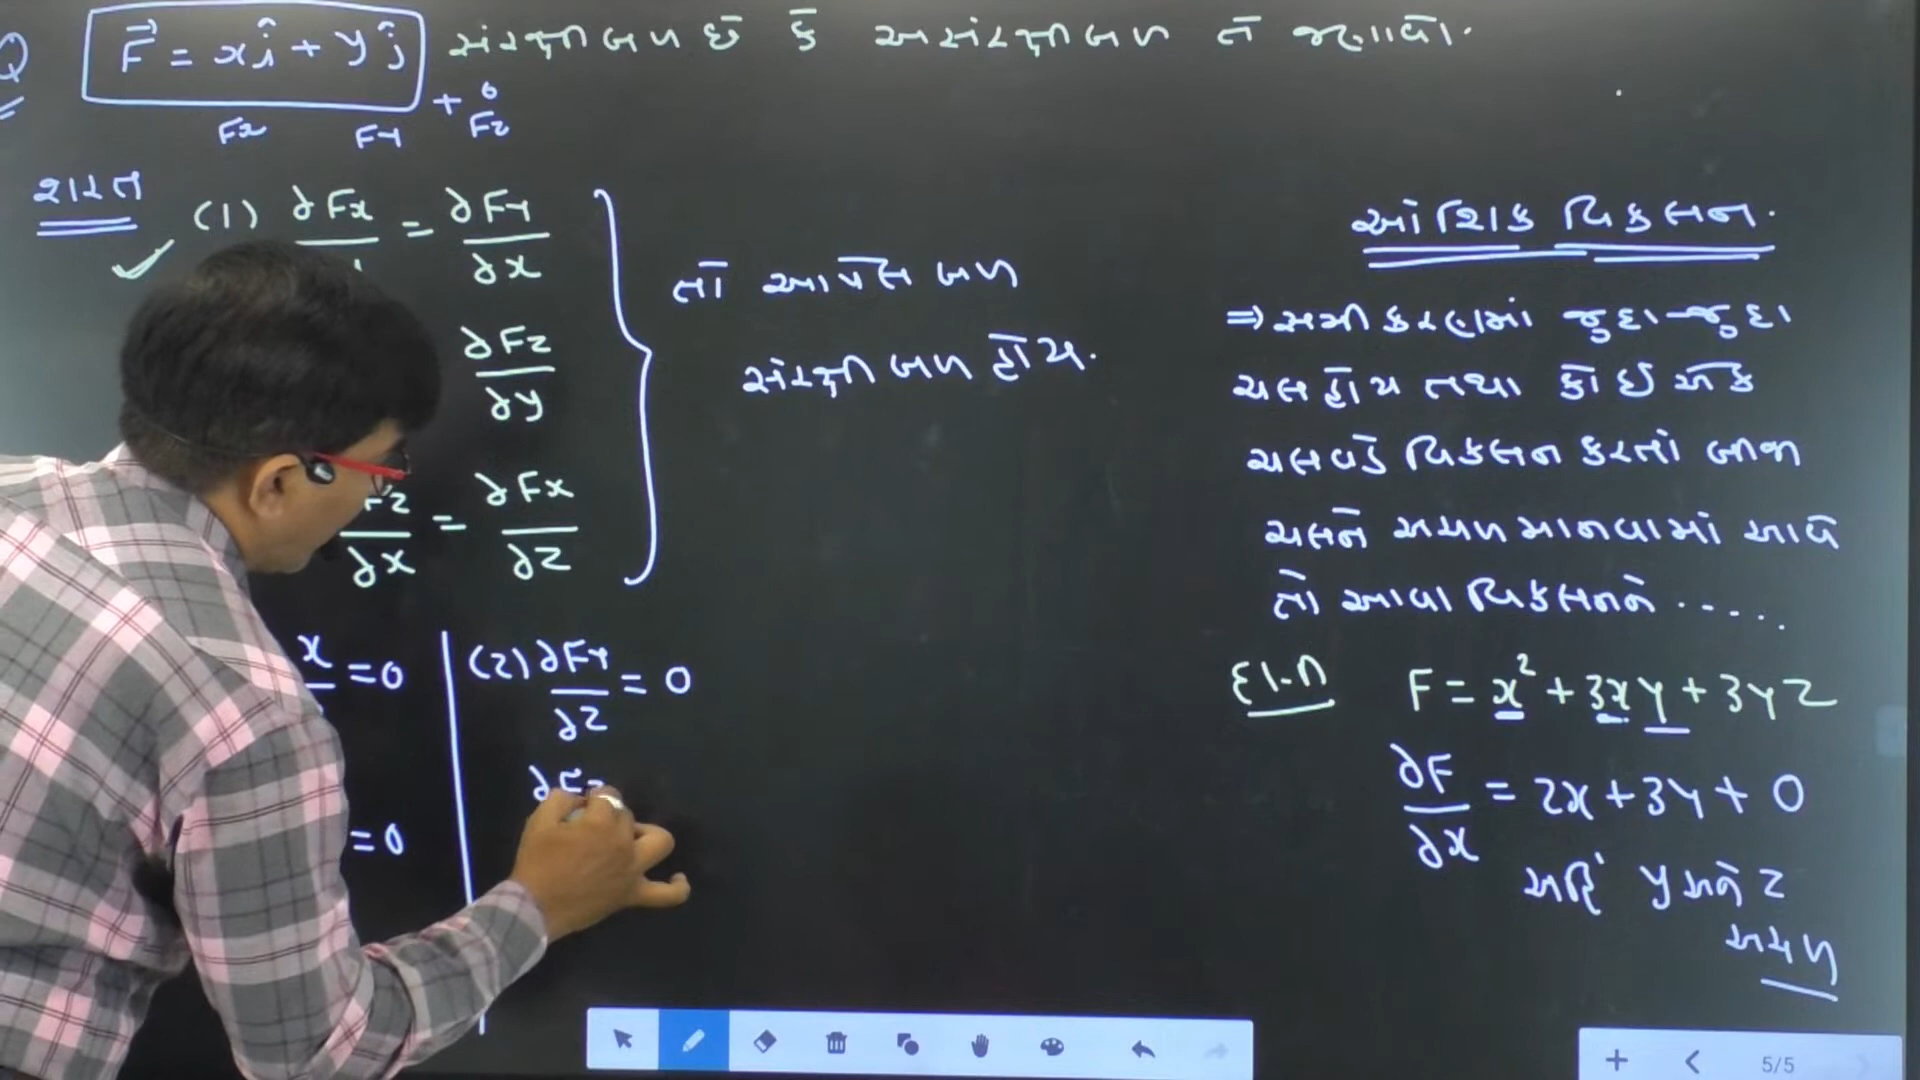 Q F⃗ = xî + yĵ સંરક્ષી બળ છે કે અસંરક્ષી બળ તે જણાવો.
+ 0
Fx Fy Fz
શરત (1) ∂Fx = ∂Fy
∂x
∂Fz
∂y
Fz = ∂Fx
∂x ∂z
તો આપેલ બળ
સંરક્ષી બળ હોય.
x = 0
= 0
(2) ∂Fy = 0
∂z
આંશિક વિકલન.
⇒ સમીકરણમાં જુદા-જુદા
ચલ હોય તથા કોઈ એક
ચલ વડે વિકલન કરતાં બીજા
ચલને અચળ માનવામાં આવે
તો આવા વિકલનને .....
દા.ત F = x² + 3xy + 3yz
∂F = 2x + 3y + 0
∂x
અહિં y અને z
અચળ
5/5